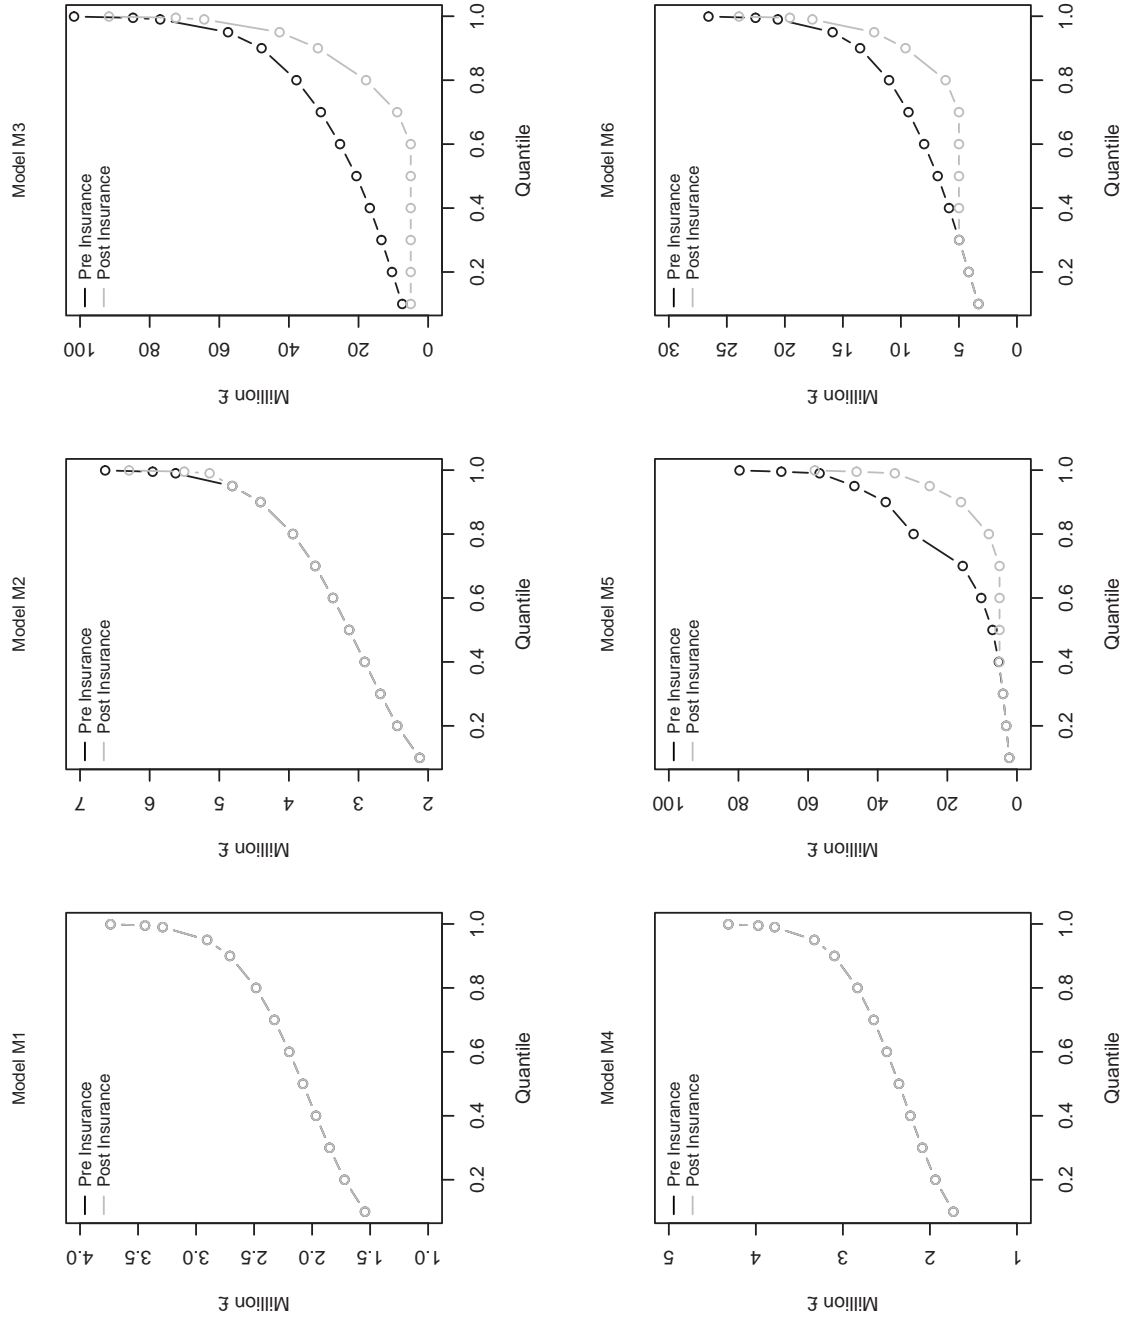 Model M1
Pre Insurance
Post Insurance
Million £
4.0
3.5
3.0
2.5
2.0
1.5
1.0
0.2 0.4 0.6 0.8 1.0
Quantile
Model M2
Pre Insurance
Post Insurance
Million £
7
6
5
4
3
2
0.2 0.4 0.6 0.8 1.0
Quantile
Model M3
Pre Insurance
Post Insurance
Million £
100
80
60
40
20
0
0.2 0.4 0.6 0.8 1.0
Quantile
Model M4
Pre Insurance
Post Insurance
Million £
5
4
3
2
1
0.2 0.4 0.6 0.8 1.0
Quantile
Model M5
Pre Insurance
Post Insurance
Million £
100
80
60
40
20
0
0.2 0.4 0.6 0.8 1.0
Quantile
Model M6
Pre Insurance
Post Insurance
Million £
30
25
20
15
10
5
0
0.2 0.4 0.6 0.8 1.0
Quantile